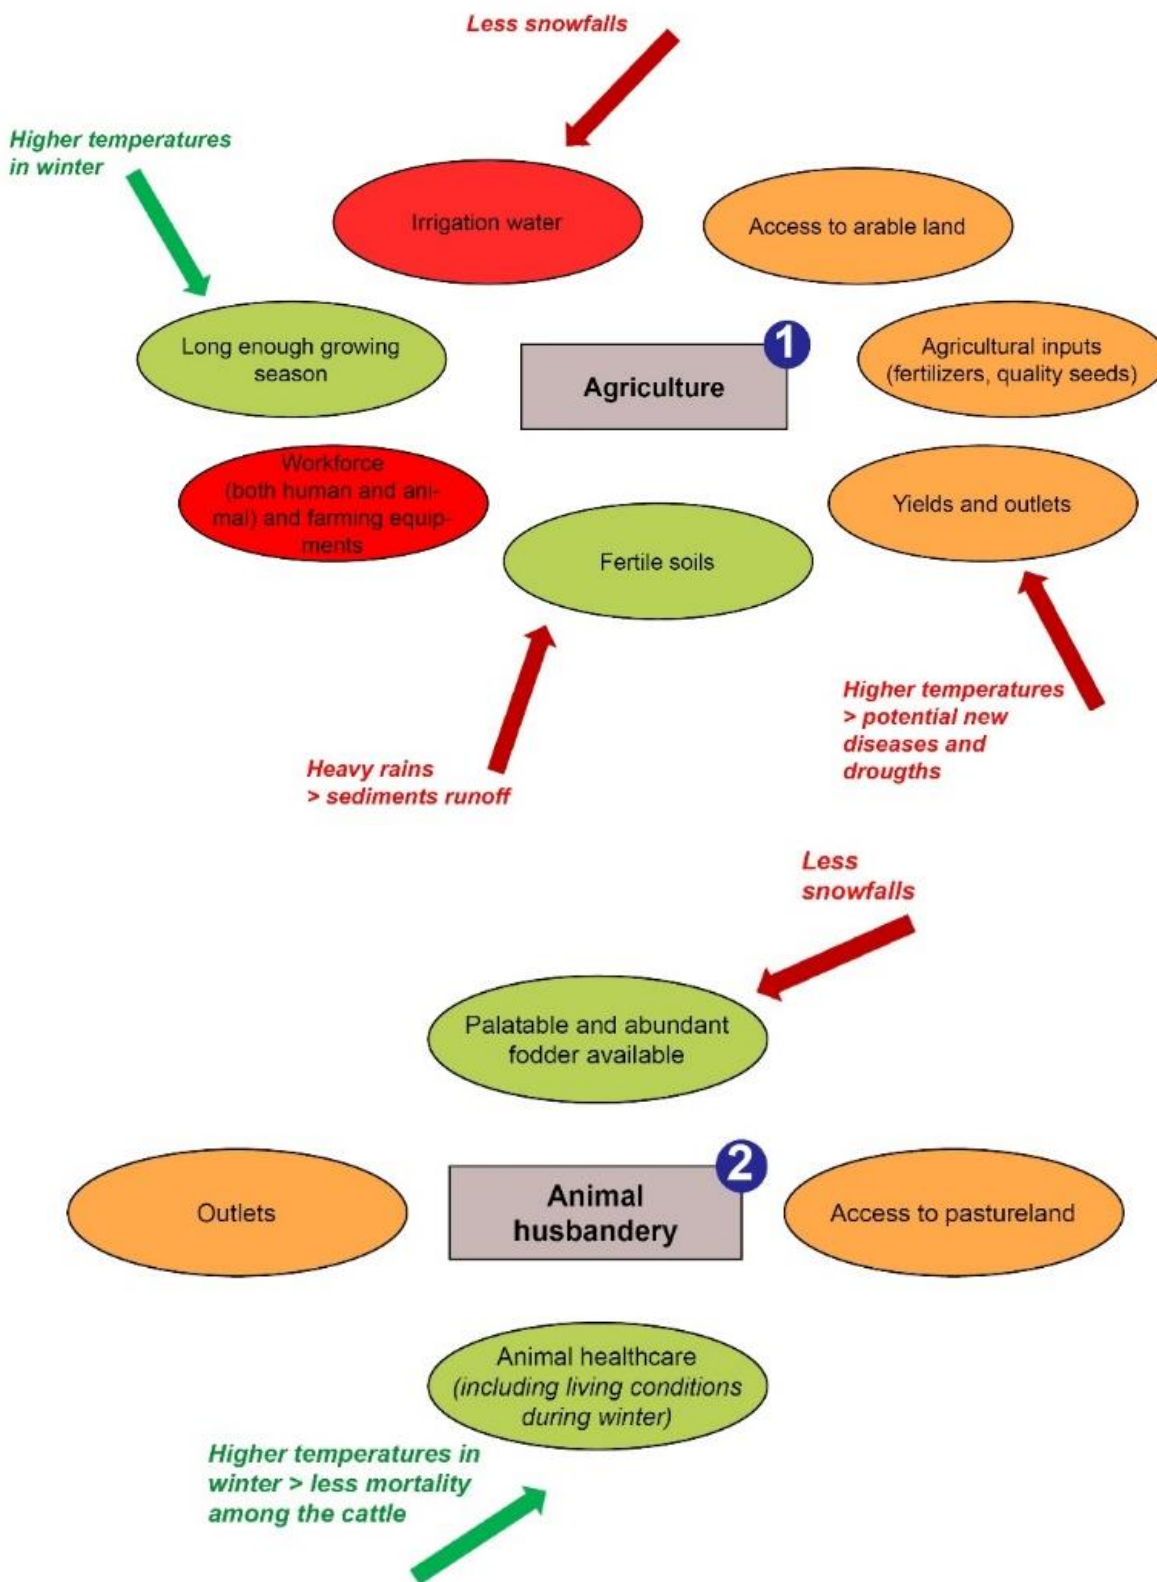 Less snowfalls
Higher temperatures
in winter
Irrigation water
Access to arable land
Long enough growing
season
1
Agriculture
Agricultural inputs
(fertilizers, quality seeds)
Workforce
(both human and ani-
mal) and farming equip-
ments
Fertile soils
Yields and outlets
Higher temperatures
> potential new
diseases and
drougths
Heavy rains
> sediments runoff
Less
snowfalls
Palatable and abundant
fodder available
Outlets
2
Animal
husbandery
Access to pastureland
Animal healthcare
(including living conditions
during winter)
Higher temperatures in
winter > less mortality
among the cattle